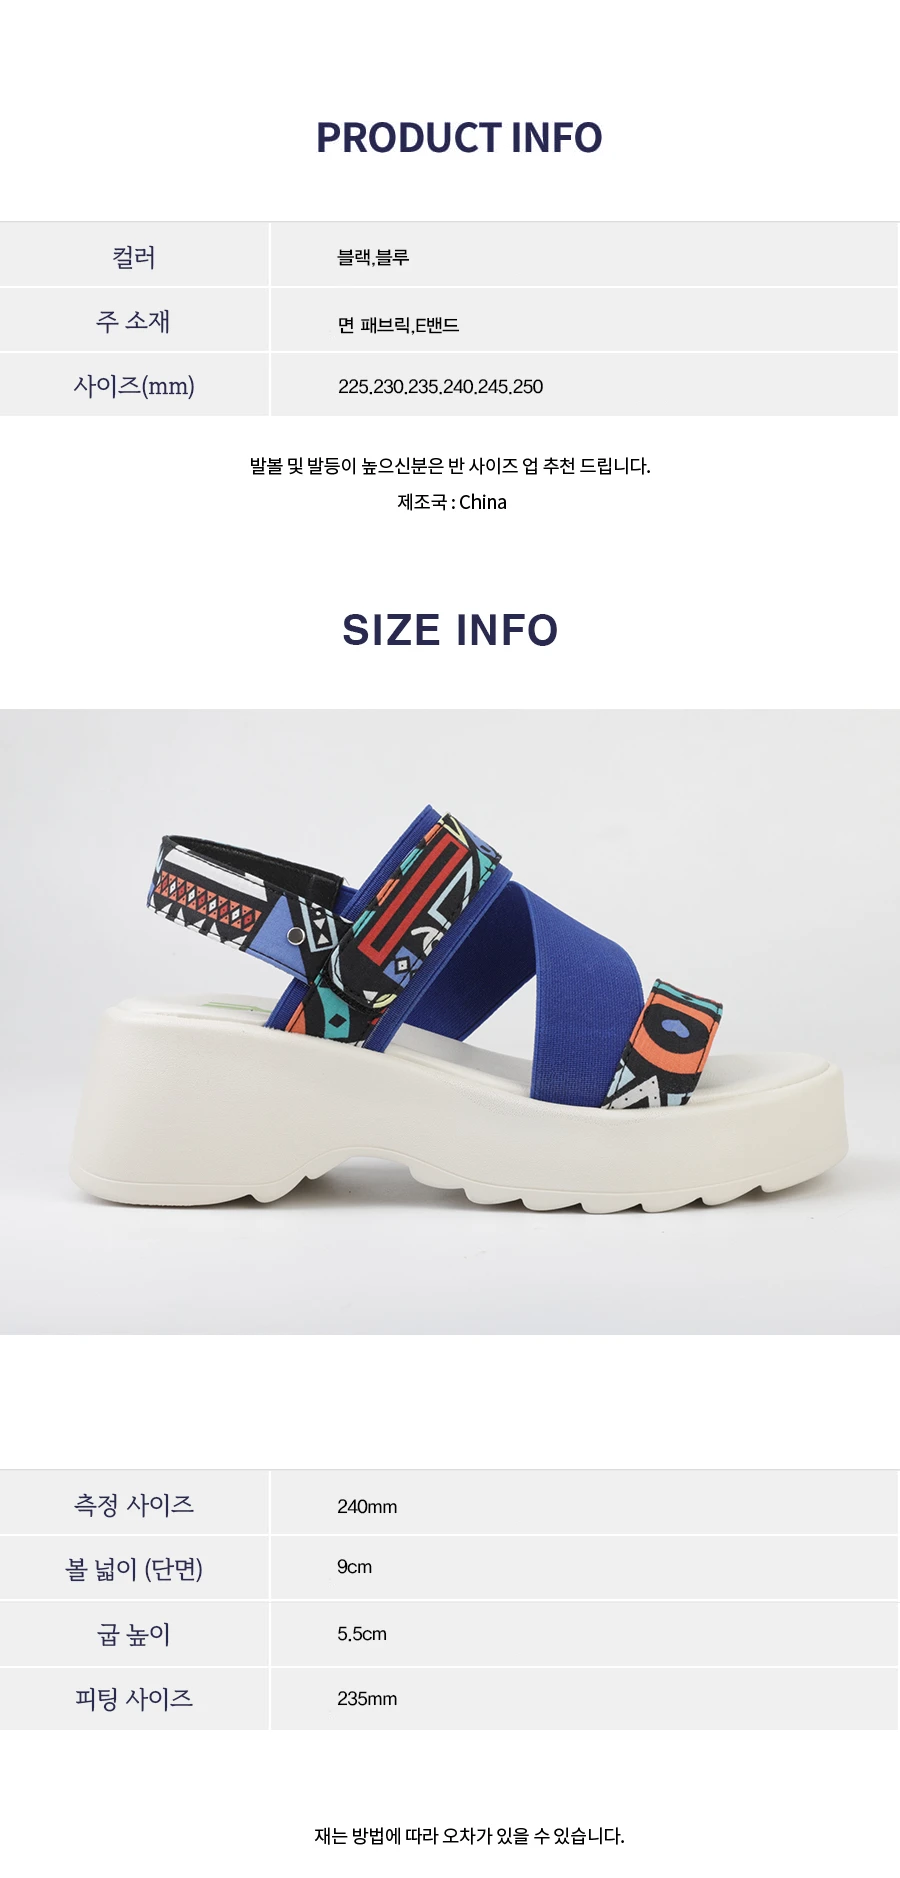 PRODUCT INFO
컬러 블랙,블루
주 소재 면 패브릭,E밴드
사이즈(mm) 225.230.235.240.245.250
발볼 및 발등이 높으신분은 반 사이즈 업 추천 드립니다.
제조국 : China
SIZE INFO
측정 사이즈 240mm
볼 넓이 (단면) 9cm
굽 높이 5.5cm
피팅 사이즈 235mm
재는 방법에 따라 오차가 있을 수 있습니다.